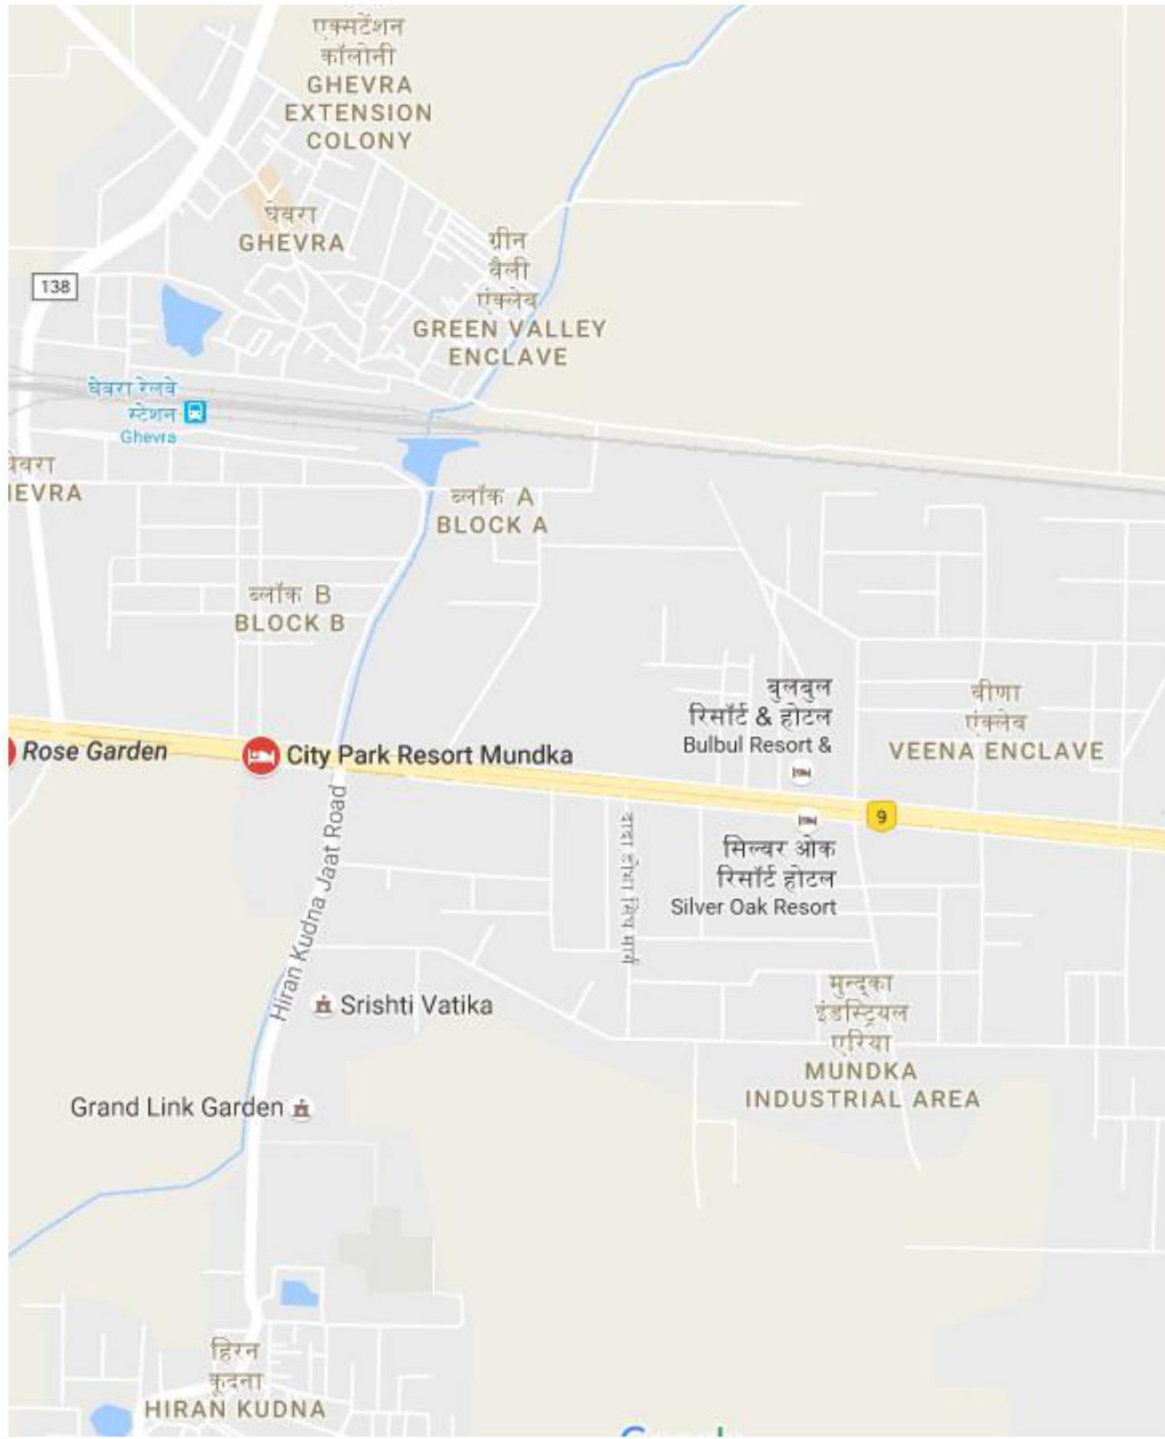 एक्सटेंशन
कॉलोनी
GHEVRA
EXTENSION
COLONY
घेवरा
GHEVRA
ग्रीन
वैली
एंक्लेव
GREEN VALLEY
ENCLAVE
138
घेवरा रेलवे
स्टेशन
Ghevra
घेवरा
HEVRA
ब्लॉक A
BLOCK A
ब्लॉक B
BLOCK B
बुलबुल
रिसॉर्ट & होटल
Bulbul Resort &
वीणा
एंक्लेव
VEENA ENCLAVE
Rose Garden
City Park Resort Mundka
9
Hiran Kudna Jaat Road
सिल्वर ओक
रिसॉर्ट होटल
Silver Oak Resort
Srishti Vatika
मुन्द्का
इंडस्ट्रियल
एरिया
MUNDKA
INDUSTRIAL AREA
Grand Link Garden
हिरन
कूदना
HIRAN KUDNA